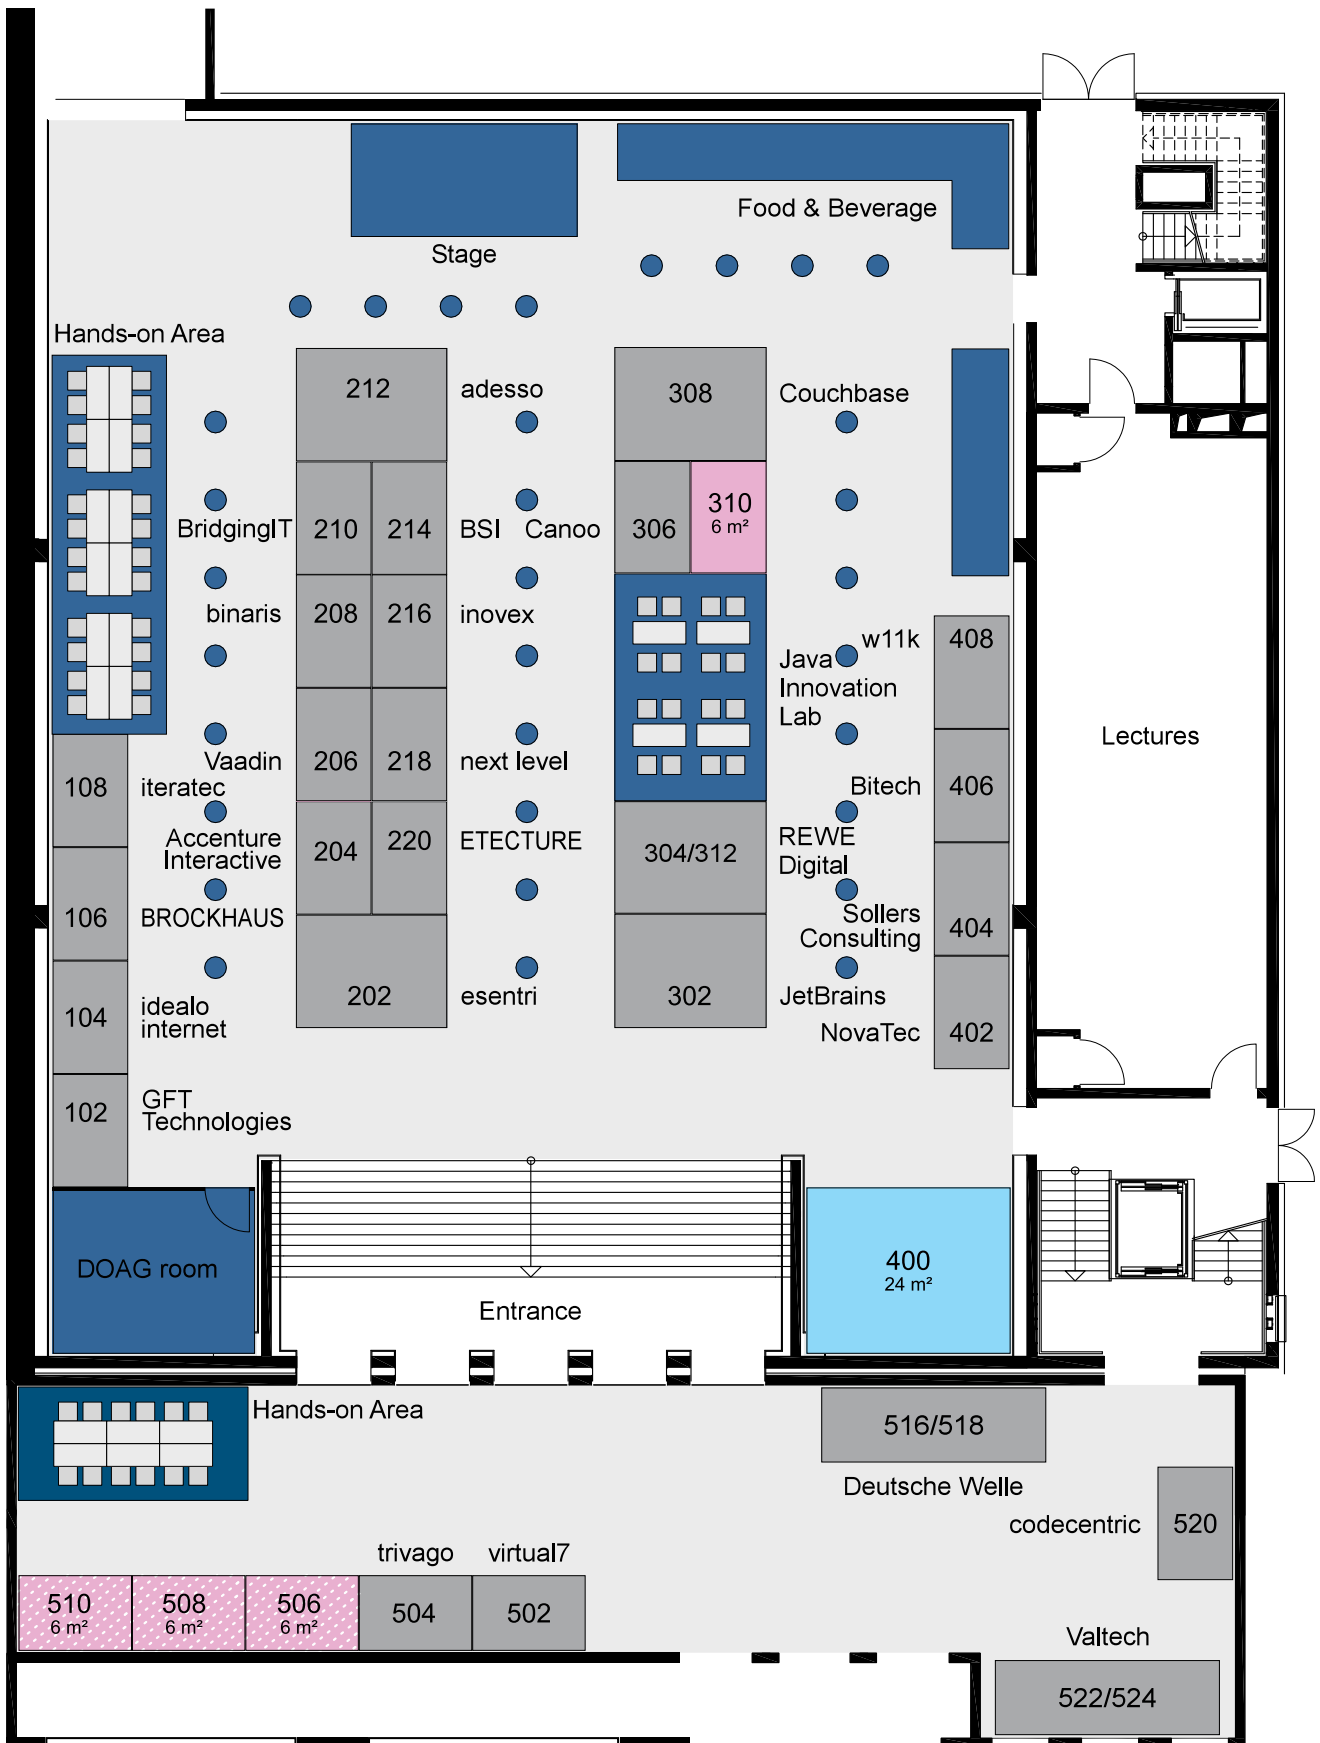 Food & Beverage
Stage
Hands-on Area
212
adesso
308
Couchbase
BridgingIT
210
214
BSI
Canoo
306
310
6 m²
binaris
208
216
inovex
w11k
408
Java
Innovation
Lab
Lectures
Vaadin
206
218
next level
108
iteratec
Bitech
406
Accenture
Interactive
204
220
ETECTURE
304/312
REWE
Digital
106
BROCKHAUS
Sollers
Consulting
404
202
esentri
302
JetBrains
104
idealo
internet
NovaTec
402
102
GFT
Technologies
DOAG room
400
24 m²
Entrance
Hands-on Area
516/518
Deutsche Welle
codecentric
520
trivago
virtual7
510
6 m²
508
6 m²
506
6 m²
504
502
Valtech
522/524